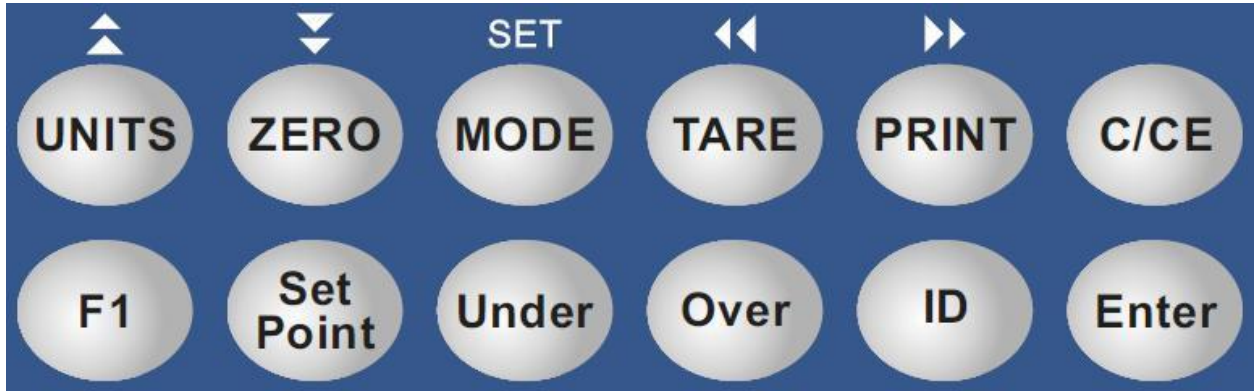 SET
UNITS ZERO MODE TARE PRINT C/CE
F1 Set Point Under Over ID Enter